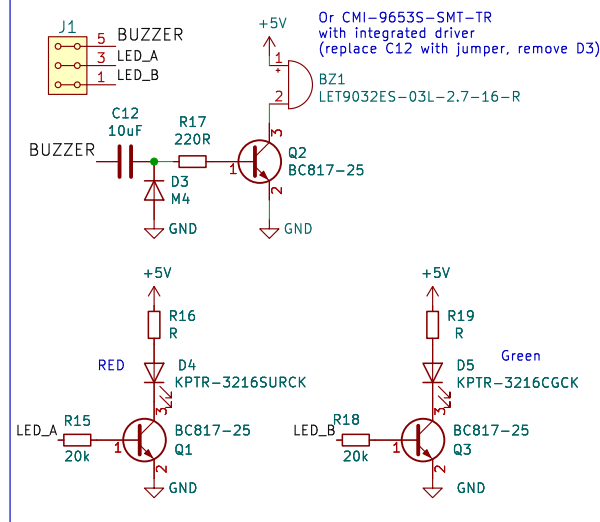 Or CMI-9653S-SMT-TR
with integrated driver
(replace C12 with jumper, remove D3)
J1
5 BUZZER
3 LED_A
1 LED_B
+5V
1
+
2
BZ1
LET9032ES-03L-2.7-16-R
C12
10uF
R17
220R
BUZZER
D3
M4
GND
1
3
2
Q2
BC817-25
GND
+5V
R16
R
RED
D4
KPTR-3216SURCK
LED_A
R15
20k
1
3
2
BC817-25
Q1
GND
+5V
R19
R
Green
D5
KPTR-3216CGCK
LED_B
R18
20k
1
3
2
BC817-25
Q3
GND